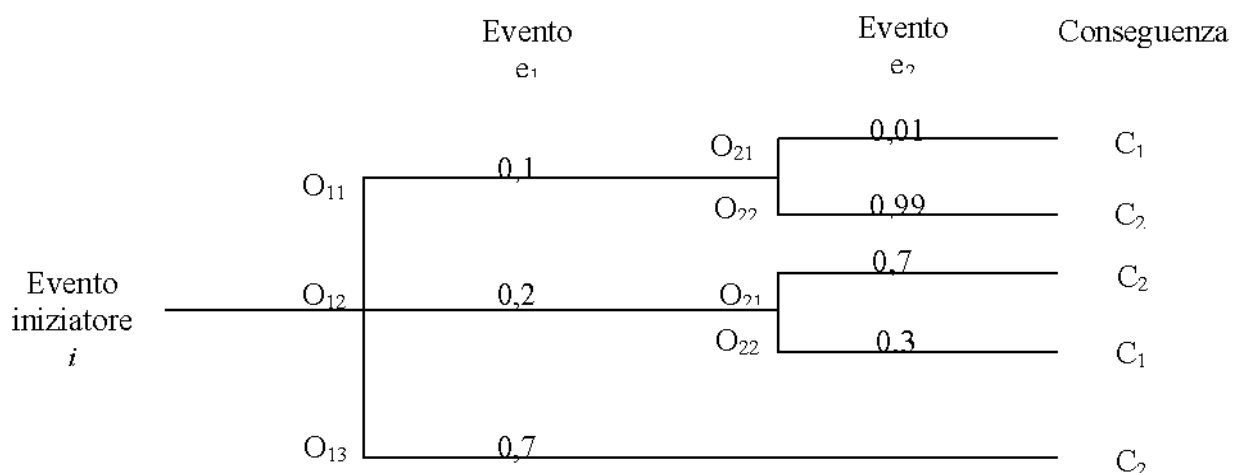 Evento
e₁
Evento
e₂
Conseguenza
O₂₁
0,01
C₁
O₁₁
0,1
O₂₂
0,99
C₂
Evento
iniziatore
i
O₁₂
0,2
O₂₁
0,7
C₂
O₂₂
0,3
C₁
O₁₃
0,7
C₂